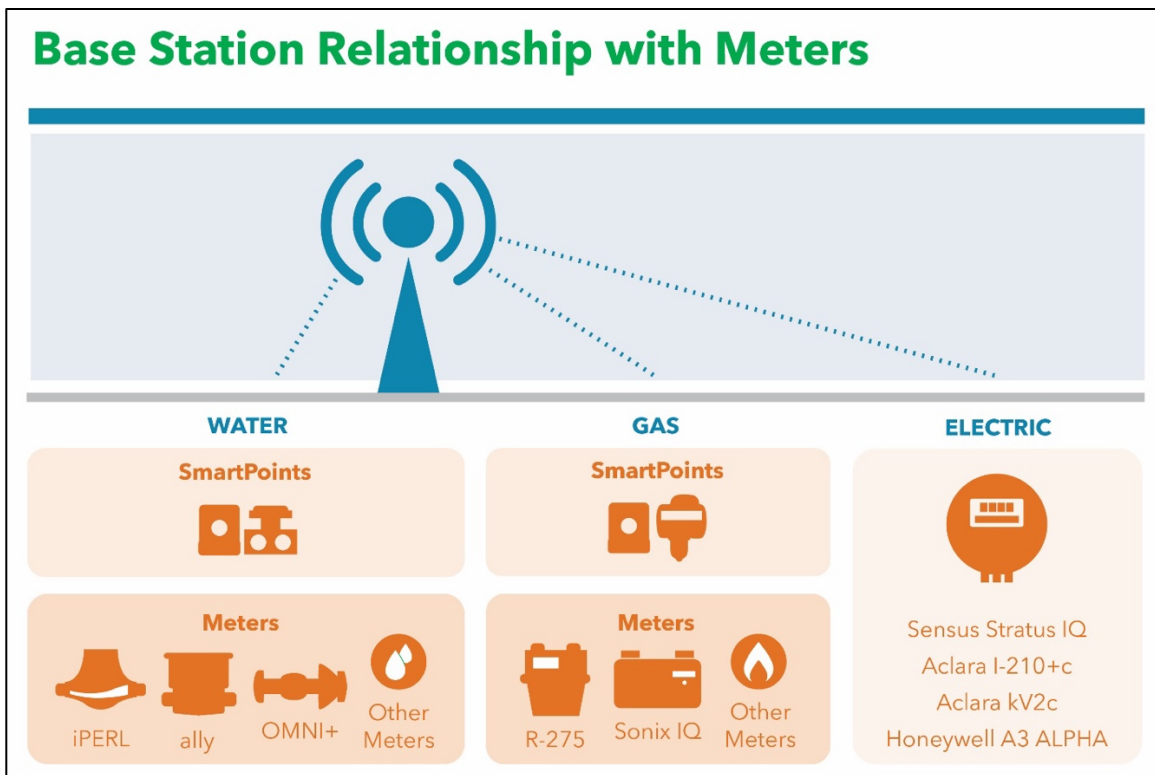 Base Station Relationship with Meters
WATER
SmartPoints
Meters
iPERL
ally
OMNI+
Other
Meters
GAS
SmartPoints
Meters
R-275
Sonix IQ
Other
Meters
ELECTRIC
Sensus Stratus IQ
Aclara I-210+c
Aclara kV2c
Honeywell A3 ALPHA